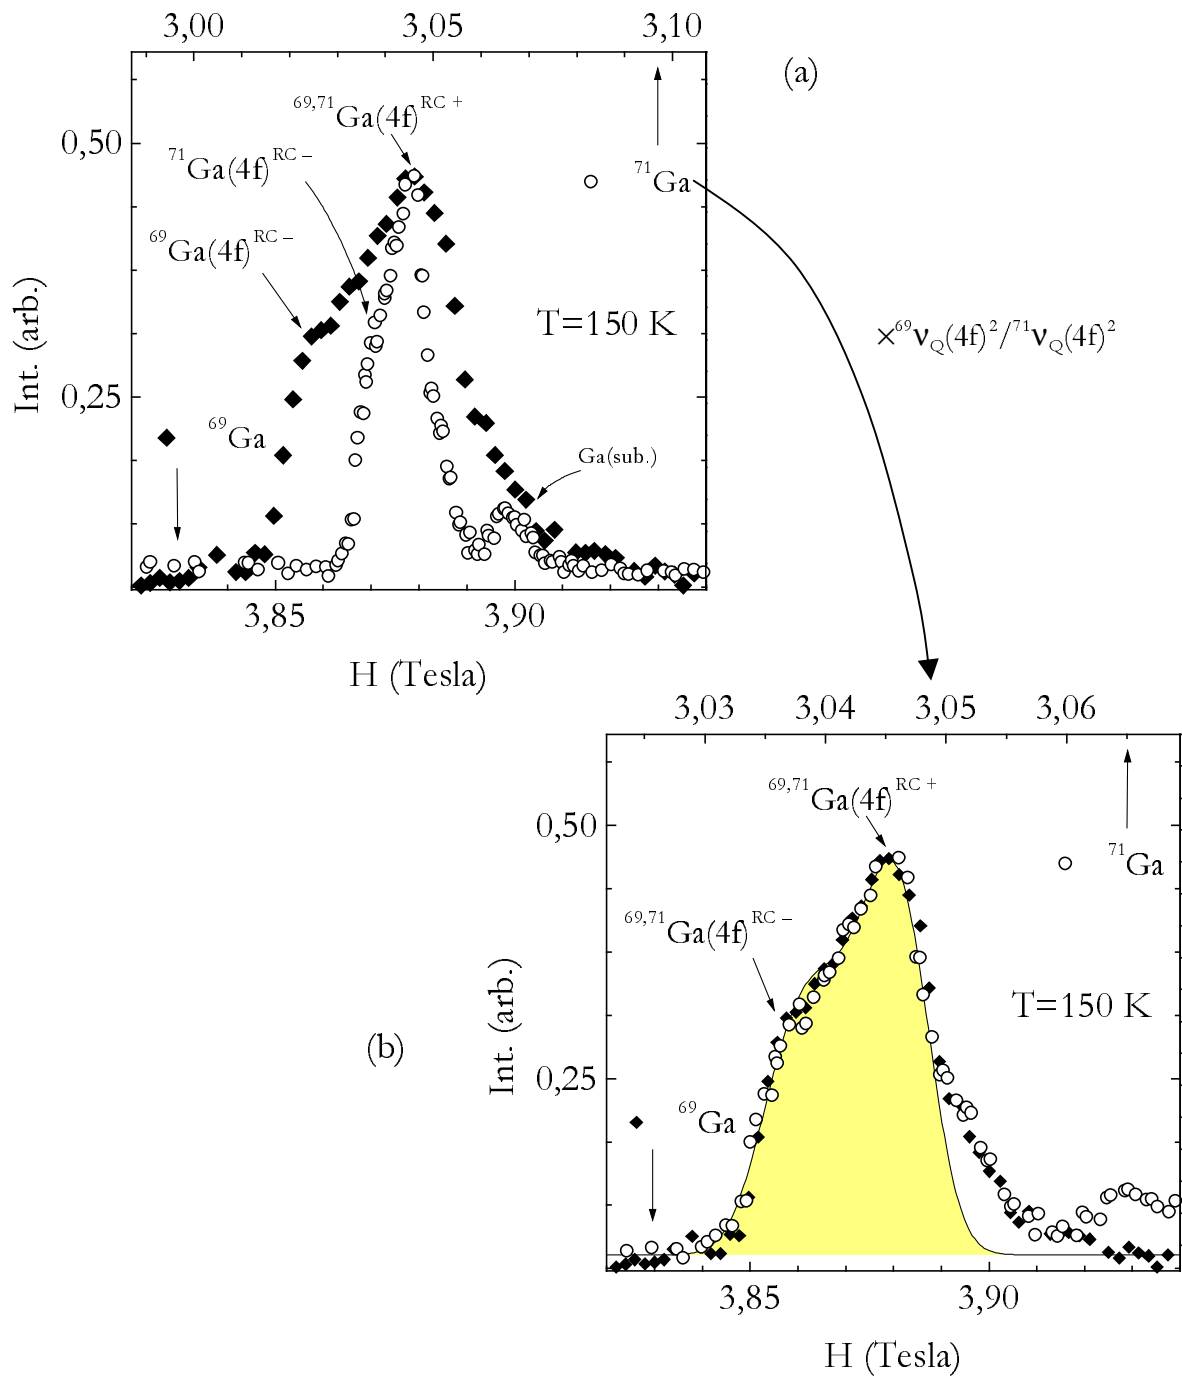 3,00 3,05 3,10
(a)
69,71Ga(4f)RC +
0,50
71Ga(4f)RC −
71Ga
69Ga(4f)RC −
T=150 K
×69νQ(4f)²/71νQ(4f)²
Int. (arb.)
0,25
69Ga
Ga(sub.)
3,85 3,90
H (Tesla)
3,03 3,04 3,05 3,06
69,71Ga(4f)RC +
0,50
71Ga
69,71Ga(4f)RC −
T=150 K
(b)
Int. (arb.)
0,25
69Ga
3,85 3,90
H (Tesla)